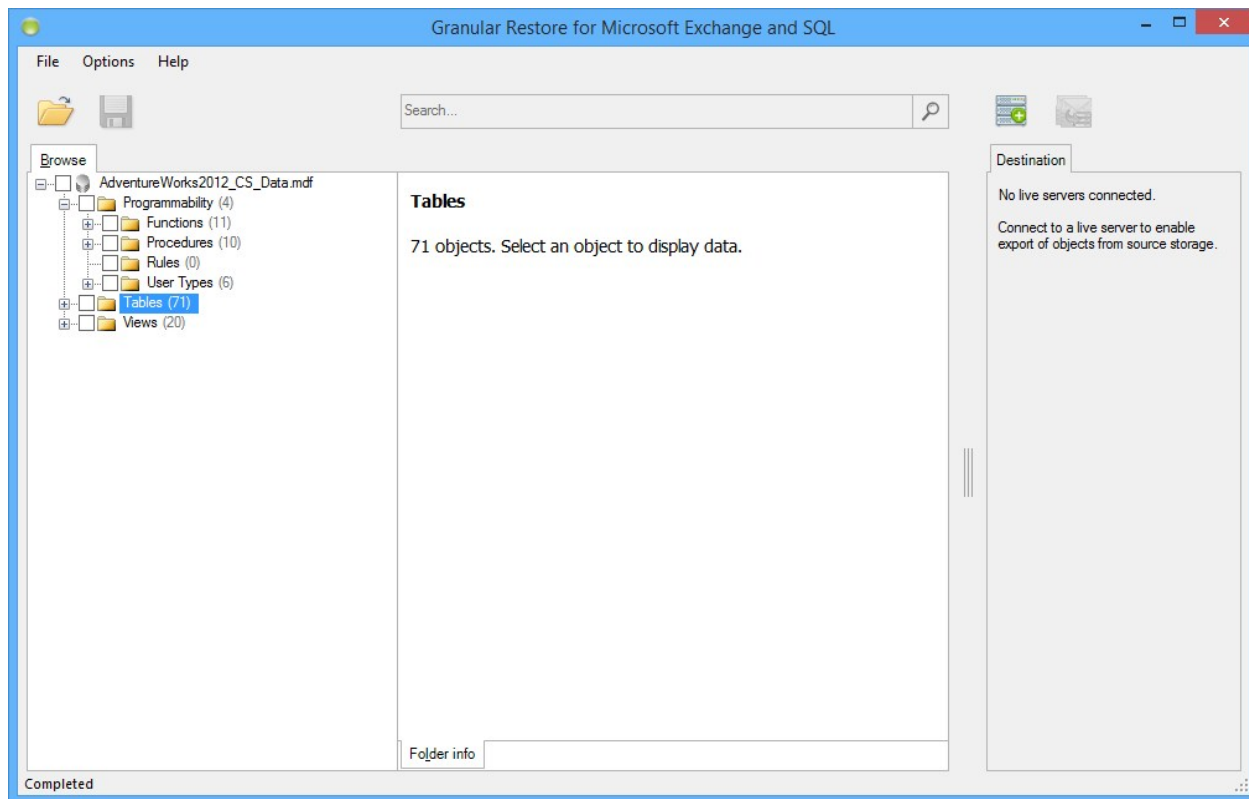 Granular Restore for Microsoft Exchange and SQL
File Options Help
Search...
Browse
Destination
AdventureWorks2012_CS_Data.mdf
Programmability (4)
Functions (11)
Procedures (10)
Rules (0)
User Types (6)
Tables (71)
Views (20)
Tables
71 objects. Select an object to display data.
Folder info
No live servers connected.
Connect to a live server to enable
export of objects from source storage.
Completed